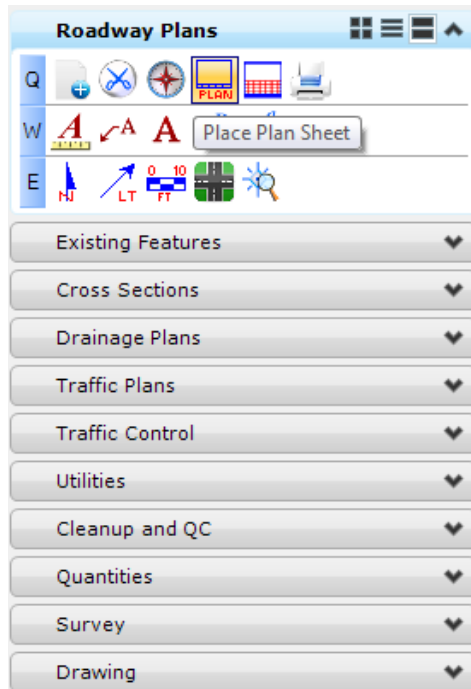 Roadway Plans
Q PLAN
W A A A Place Plan Sheet
E N LT 0 10 FT
Existing Features
Cross Sections
Drainage Plans
Traffic Plans
Traffic Control
Utilities
Cleanup and QC
Quantities
Survey
Drawing